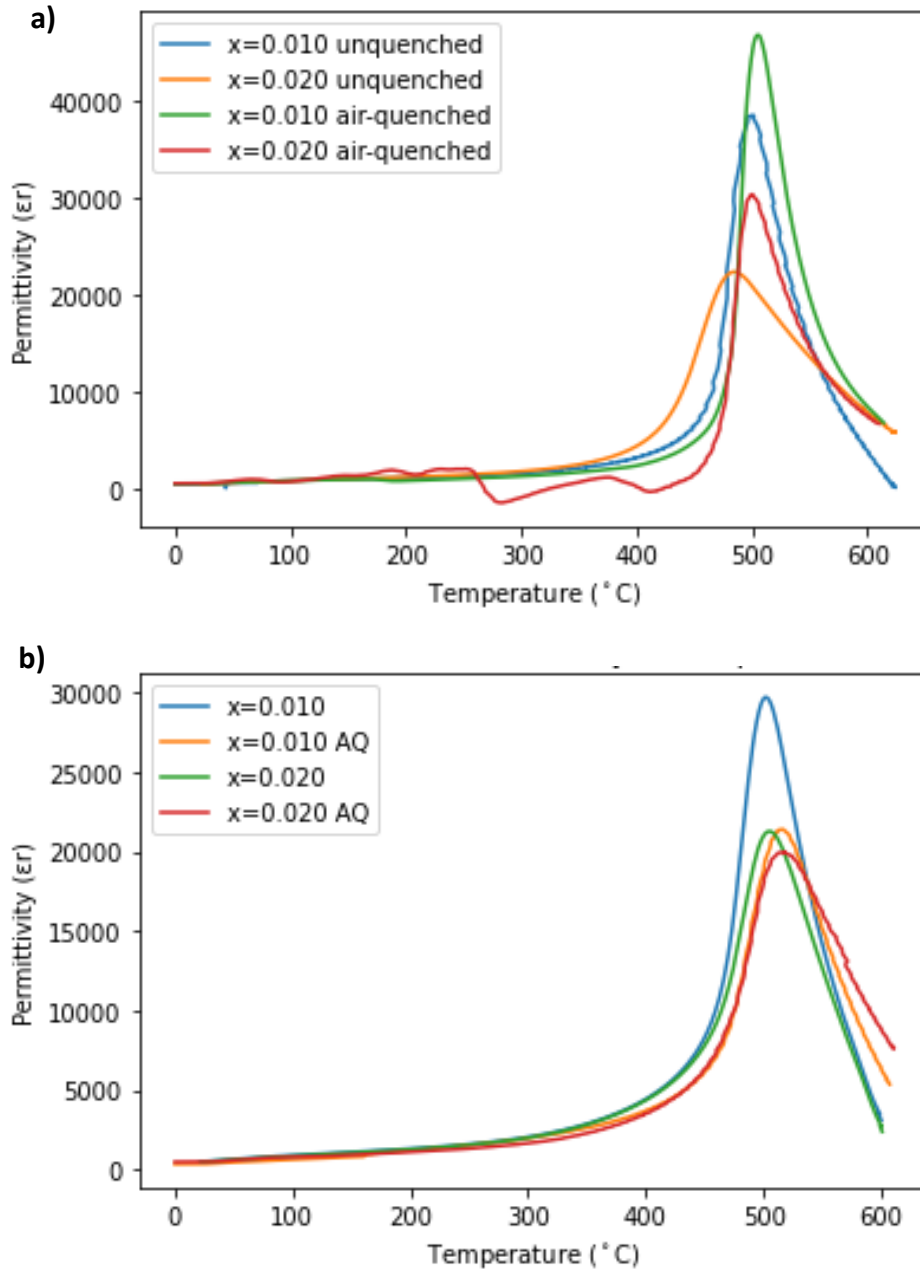 a)
x=0.010 unquenched
x=0.020 unquenched
x=0.010 air-quenched
x=0.020 air-quenched
Permittivity (εr)
40000
30000
20000
10000
0
0 100 200 300 400 500 600
Temperature (°C)
b)
x=0.010
x=0.010 AQ
x=0.020
x=0.020 AQ
Permittivity (εr)
30000
25000
20000
15000
10000
5000
0
0 100 200 300 400 500 600
Temperature (°C)